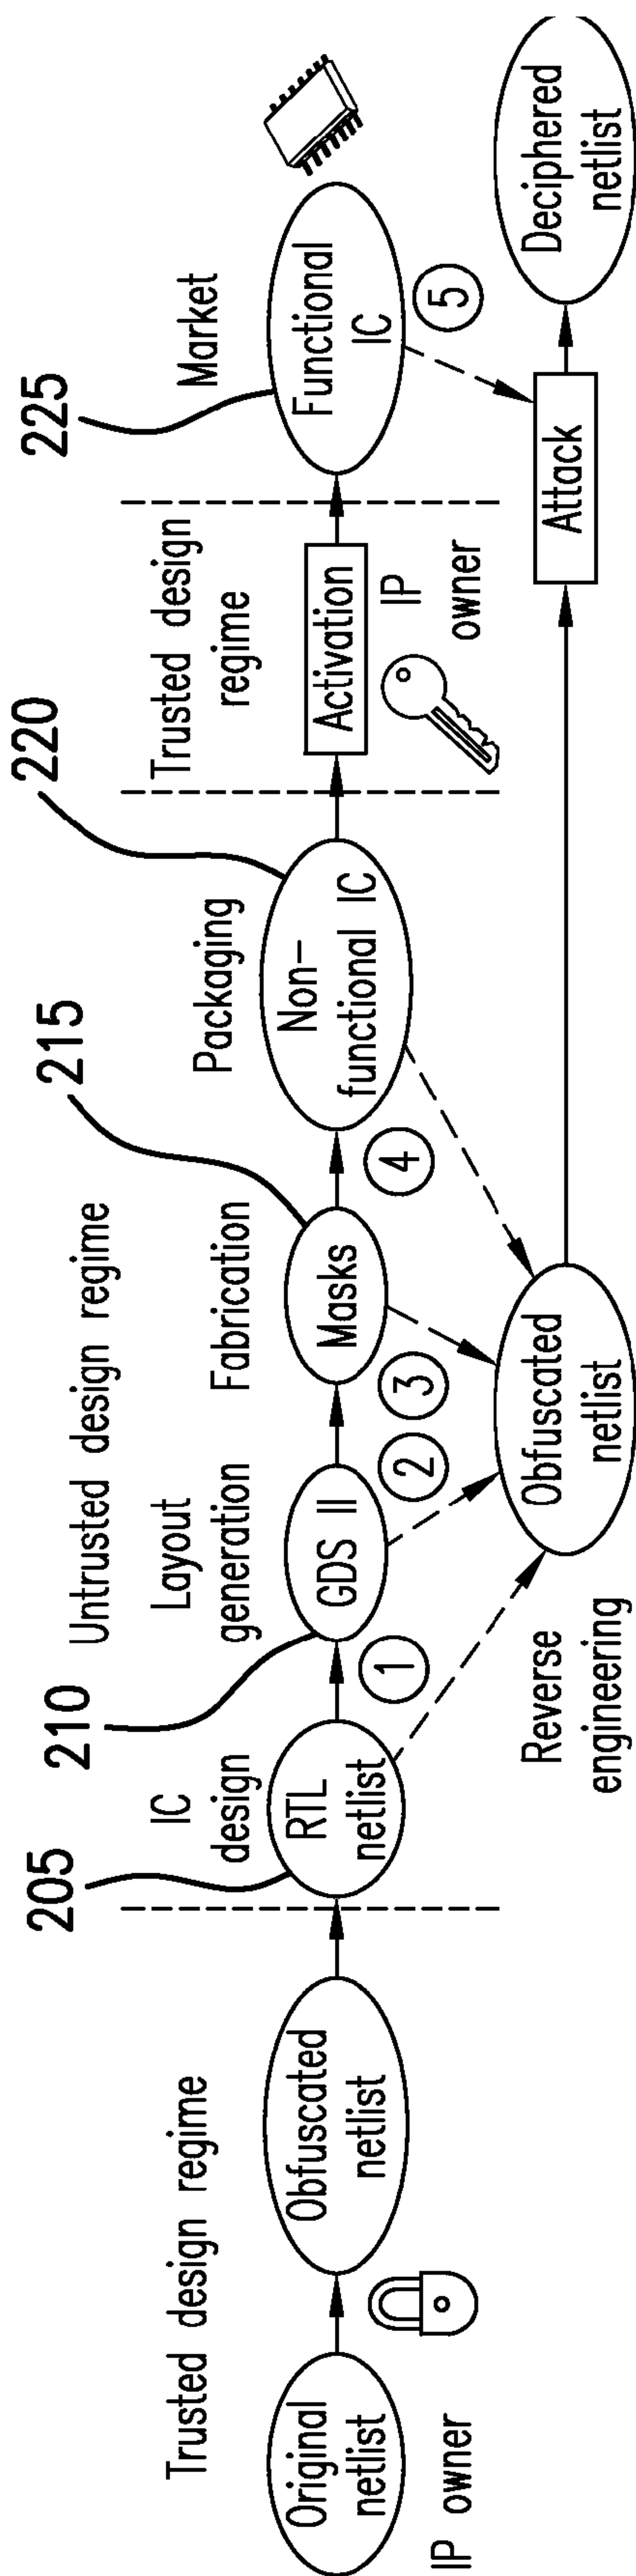 Trusted design regime
Original
netlist
IP owner
Obfuscated
netlist
205
IC
design
RTL
netlist
1
Untrusted design regime
210
Layout
generation
GDS II
2
215
Fabrication
Masks
3
4
220
Packaging
Non-
functional IC
Trusted design
regime
Activation
IP
owner
225
Market
Functional
IC
5
Reverse
engineering
Obfuscated
netlist
Attack
Deciphered
netlist